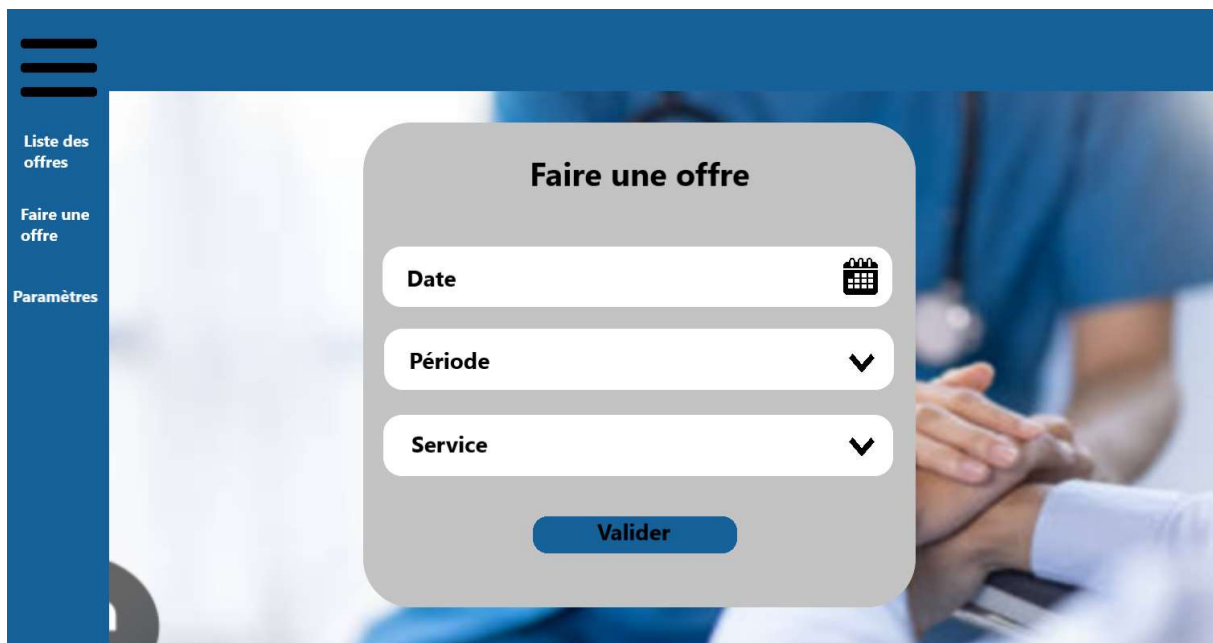 Liste des
offres
Faire une
offre
Paramètres
Faire une offre
Date
Période
Service
Valider